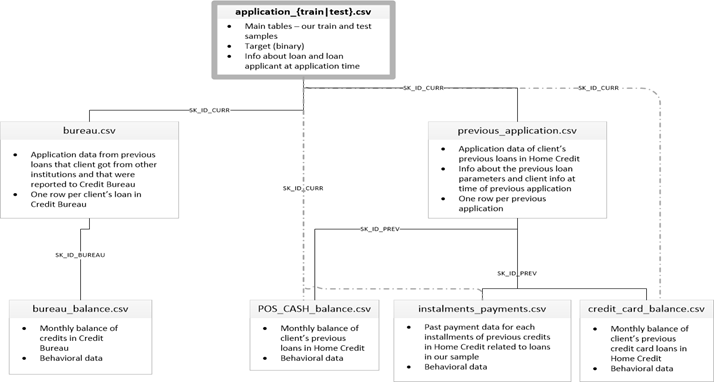 application_{train|test}.csv
• Main tables – our train and test
samples
• Target (binary)
• Info about loan and loan
applicant at application time
SK_ID_CURR
SK_ID_CURR
SK_ID_CURR
bureau.csv
• Application data from previous
loans that client got from other
institutions and that were
reported to Credit Bureau
• One row per client's loan in
Credit Bureau
previous_application.csv
• Application data of client's
previous loans in Home Credit
• Info about the previous loan
parameters and client info at
time of previous application
• One row per previous
application
SK_ID_CURR
SK_ID_PREV
SK_ID_BUREAU
SK_ID_PREV
bureau_balance.csv
• Monthly balance of
credits in Credit
Bureau
• Behavioral data
POS_CASH_balance.csv
• Monthly balance of
client's previous
loans in Home Credit
• Behavioral data
instalments_payments.csv
• Past payment data for each
installments of previous credits
in Home Credit related to loans
in our sample
• Behavioral data
credit_card_balance.csv
• Monthly balance of
client's previous
credit card loans in
Home Credit
• Behavioral data